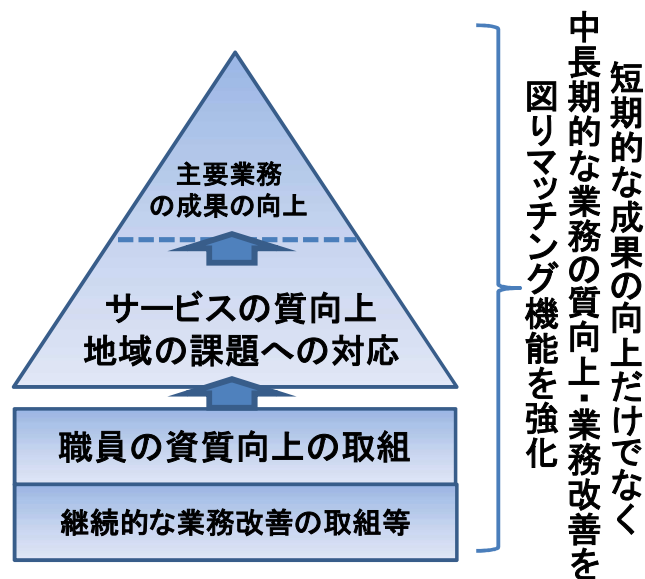 主要業務
の成果の向上
サービスの質向上
地域の課題への対応
職員の資質向上の取組
継続的な業務改善の取組等
短期的な成果の向上だけでなく
中長期的な業務の質向上・業務改善を
図りマッチング機能を強化